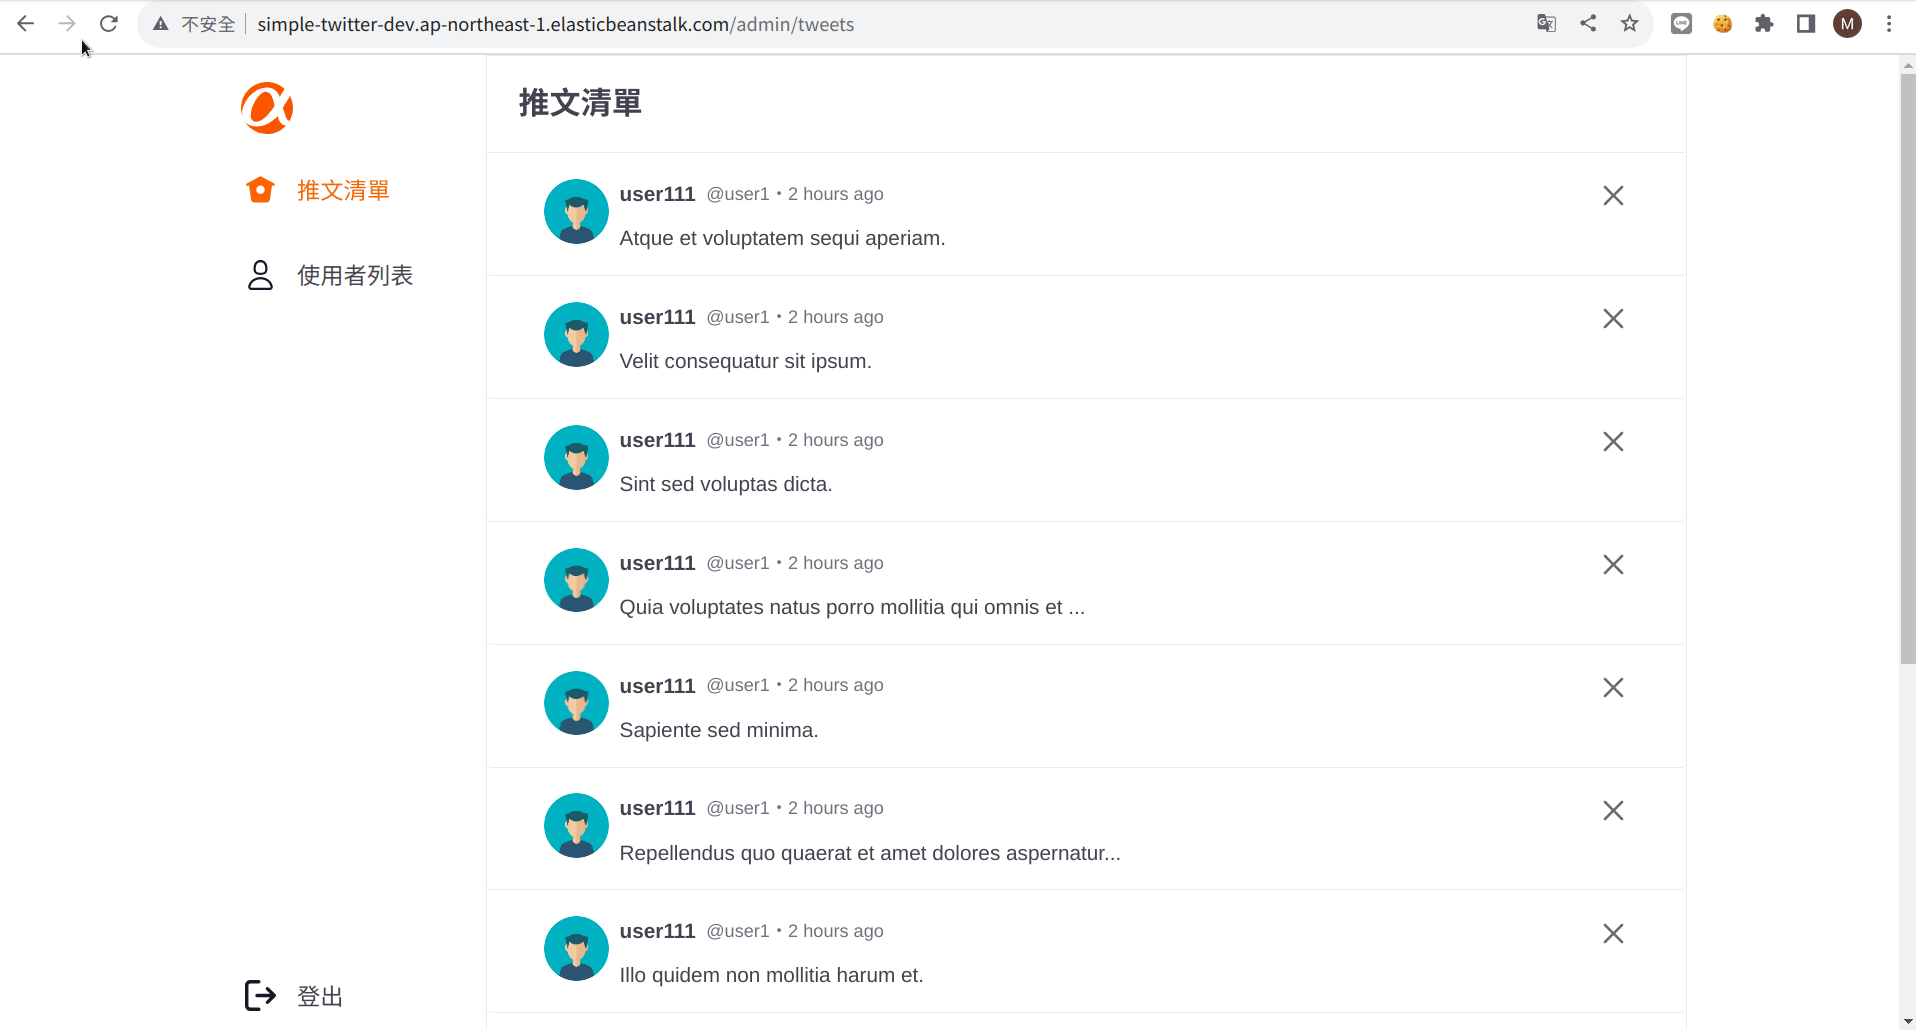 不安全 simple-twitter-dev.ap-northeast-1.elasticbeanstalk.com/admin/tweets
M
推文清單
使用者列表
登出
推文清單
user111 @user1・2 hours ago
Atque et voluptatem sequi aperiam.
user111 @user1・2 hours ago
Velit consequatur sit ipsum.
user111 @user1・2 hours ago
Sint sed voluptas dicta.
user111 @user1・2 hours ago
Quia voluptates natus porro mollitia qui omnis et ...
user111 @user1・2 hours ago
Sapiente sed minima.
user111 @user1・2 hours ago
Repellendus quo quaerat et amet dolores aspernatur...
user111 @user1・2 hours ago
Illo quidem non mollitia harum et.